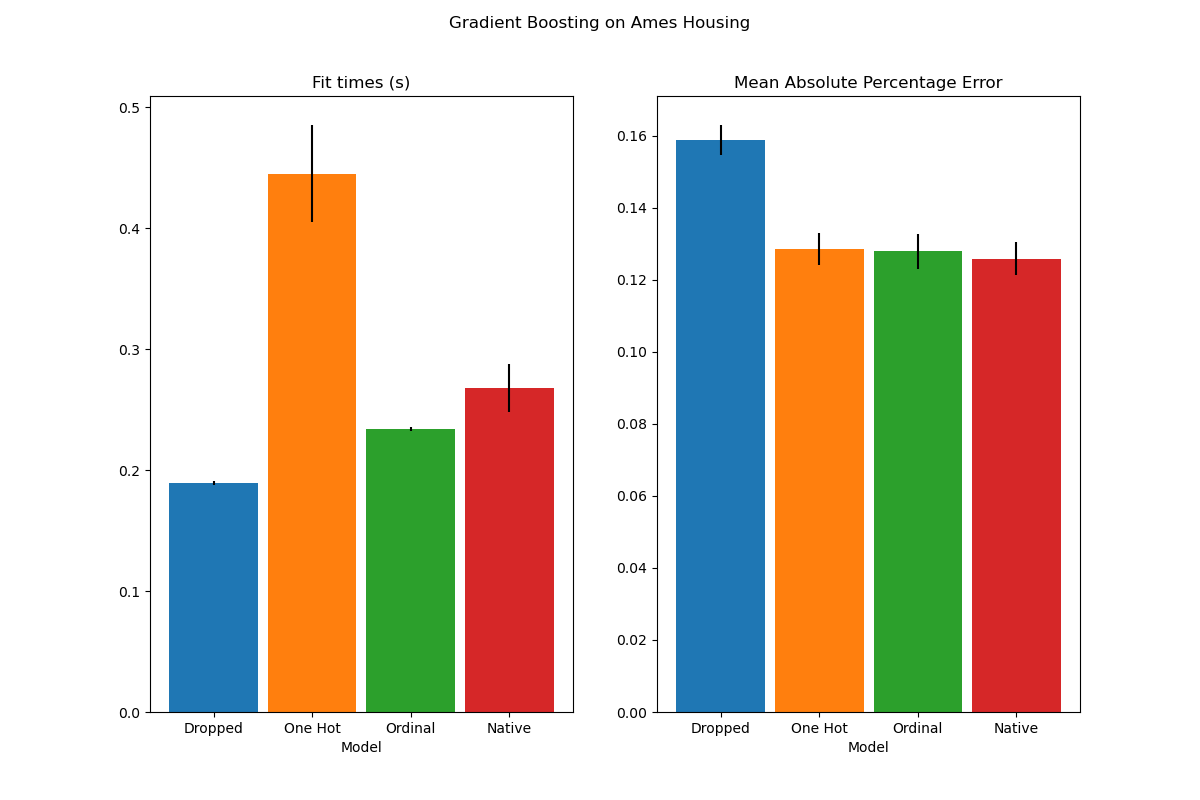 Gradient Boosting on Ames Housing
Fit times (s)
0.5
0.4
0.3
0.2
0.1
0.0
Dropped One Hot Ordinal Native
Model
Mean Absolute Percentage Error
0.16
0.14
0.12
0.10
0.08
0.06
0.04
0.02
0.00
Dropped One Hot Ordinal Native
Model